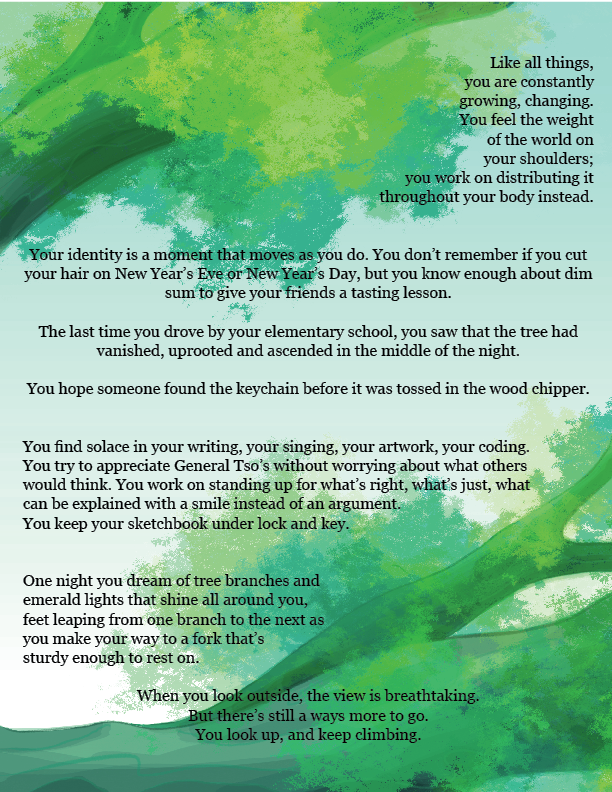 Like all things,
you are constantly
growing, changing.
You feel the weight
of the world on
your shoulders;
you work on distributing it
throughout your body instead.
Your identity is a moment that moves as you do. You don’t remember if you cut
your hair on New Year’s Eye or New Year’s Day, but you know enough about dim
sum to give your friends a tasting lesson.
The last time you drove by your elementary school, you saw that the tree had
vanished, uprooted and ascended in the middle of the night.
You hope someone found the keychain before it was tossed in the wood chipper.
You find solace in your writing, your singing, your artwork, your coding.
You try to appreciate General Tso’s without worrying about what others
would think. You work on standing up for what’s right, what’s just, what
can be explained with a smile instead of an argument.
You keep your sketchbook under lock and key.
One night you dream of tree branches and
emerald lights that shine all around you,
feet leaping from one branch to the next as
you make your way to a fork that’s
sturdy enough to rest on.
When you look outside, the view is breathtaking.
But there’s still a ways more to go.
You look up, and keep climbing.